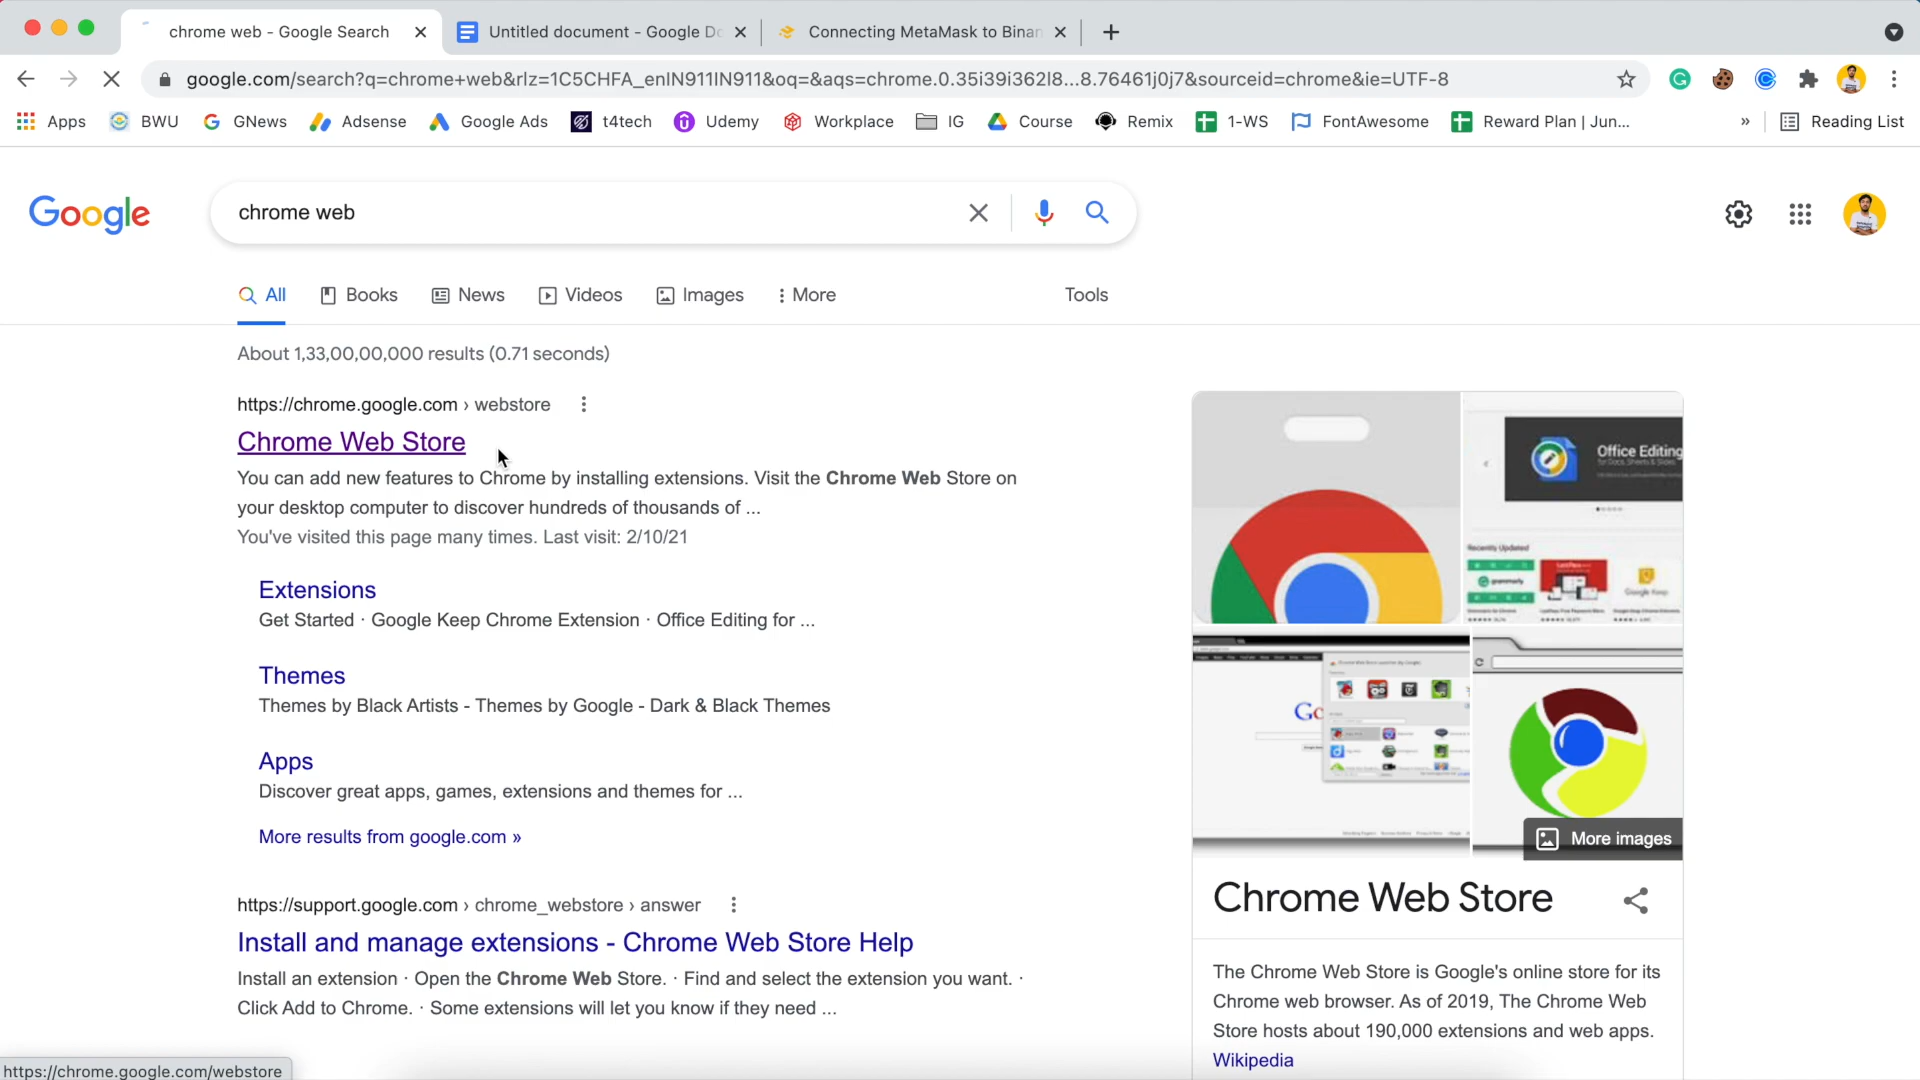 chrome web - Google Search
Untitled document - Google Do
Connecting MetaMask to Binan
google.com/search?q=chrome+web&rlz=1C5CHFA_enIN911IN911&oq=&aqs=chrome.0.35i39i362l8...8.76461j0j7&sourceid=chrome&ie=UTF-8
Apps BWU GNews Adsense Google Ads t4tech Udemy Workplace IG Course Remix 1-WS FontAwesome Reward Plan | Jun... » Reading List
Google
chrome web
All Books News Videos Images More Tools
About 1,33,00,00,000 results (0.71 seconds)
https://chrome.google.com › webstore
Chrome Web Store
You can add new features to Chrome by installing extensions. Visit the Chrome Web Store on
your desktop computer to discover hundreds of thousands of ...
You've visited this page many times. Last visit: 2/10/21
Extensions
Get Started · Google Keep Chrome Extension · Office Editing for ...
Themes
Themes by Black Artists - Themes by Google - Dark & Black Themes
Apps
Discover great apps, games, extensions and themes for ...
More results from google.com »
https://support.google.com › chrome_webstore › answer
Install and manage extensions - Chrome Web Store Help
Install an extension · Open the Chrome Web Store. · Find and select the extension you want. ·
Click Add to Chrome. · Some extensions will let you know if they need ...
https://chrome.google.com/webstore
Office Editing
for Docs, Sheets & Slides
Recently Updated
grammarly
Google Keep
Go
More images
Chrome Web Store
The Chrome Web Store is Google's online store for its
Chrome web browser. As of 2019, The Chrome Web
Store hosts about 190,000 extensions and web apps.
Wikipedia